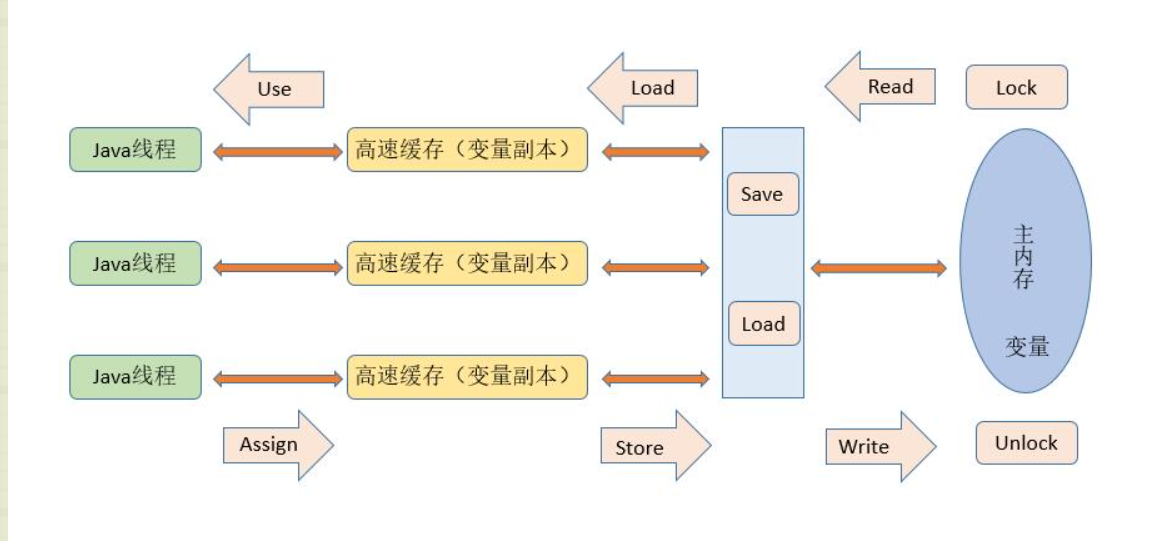 Use
Load
Read
Lock
Java线程
高速缓存（变量副本）
Save
Java线程
高速缓存（变量副本）
主内存
变量
Load
Java线程
高速缓存（变量副本）
Assign
Store
Write
Unlock